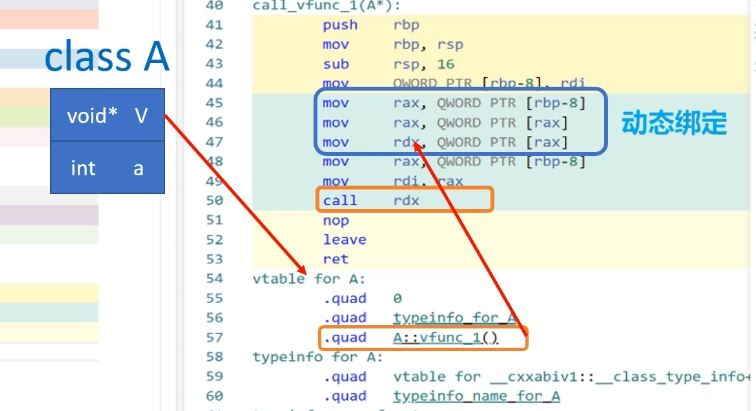 40 call_vfunc_1(A*):
41 push rbp
42 mov rbp, rsp
43 sub rsp, 16
44 mov QWORD PTR [rbp-8], rdi
45 mov rax, QWORD PTR [rbp-8]
46 mov rax, QWORD PTR [rax]
47 mov rdx, QWORD PTR [rax]
48 mov rax, QWORD PTR [rbp-8]
49 mov rdi, rax
50 call rdx
51 nop
52 leave
53 ret
54 vtable for A:
55 .quad 0
56 .quad typeinfo for A
57 .quad A::vfunc_1()
58 typeinfo for A:
59 .quad vtable for __cxxabiv1::__class_type_info+
60 .quad typeinfo name for A
class A
void* V
int a
动态绑定